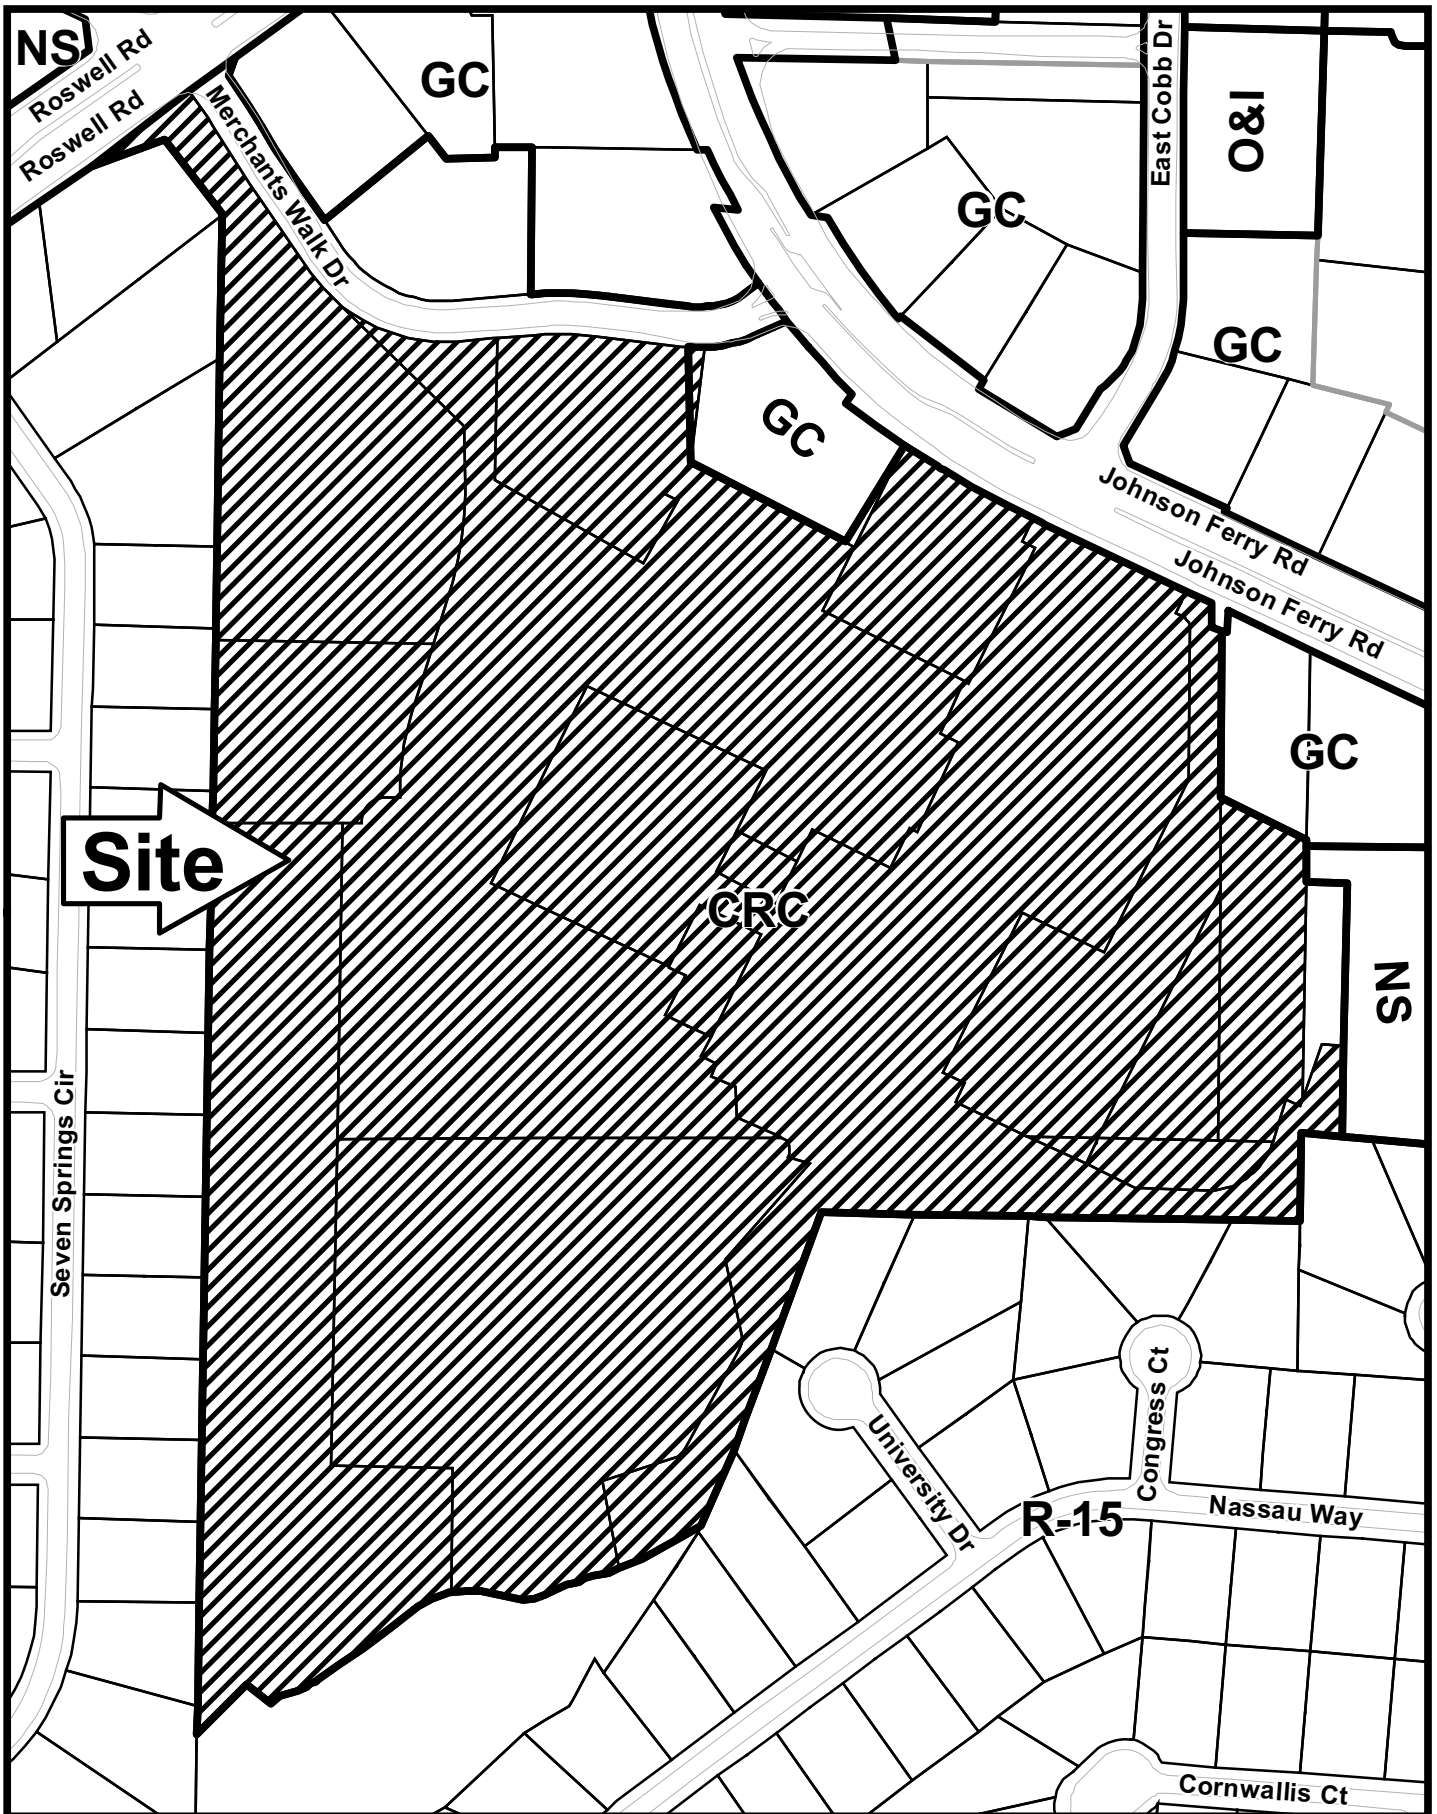 NS
Roswell Rd
Roswell Rd
Merchants Walk Dr
GC
East Cobb Dr
O&I
GC
GC
GC
Johnson Ferry Rd
Johnson Ferry Rd
GC
Site
CRC
NS
Seven Springs Cir
University Dr
Congress Ct
R-15
Nassau Way
Cornwallis Ct